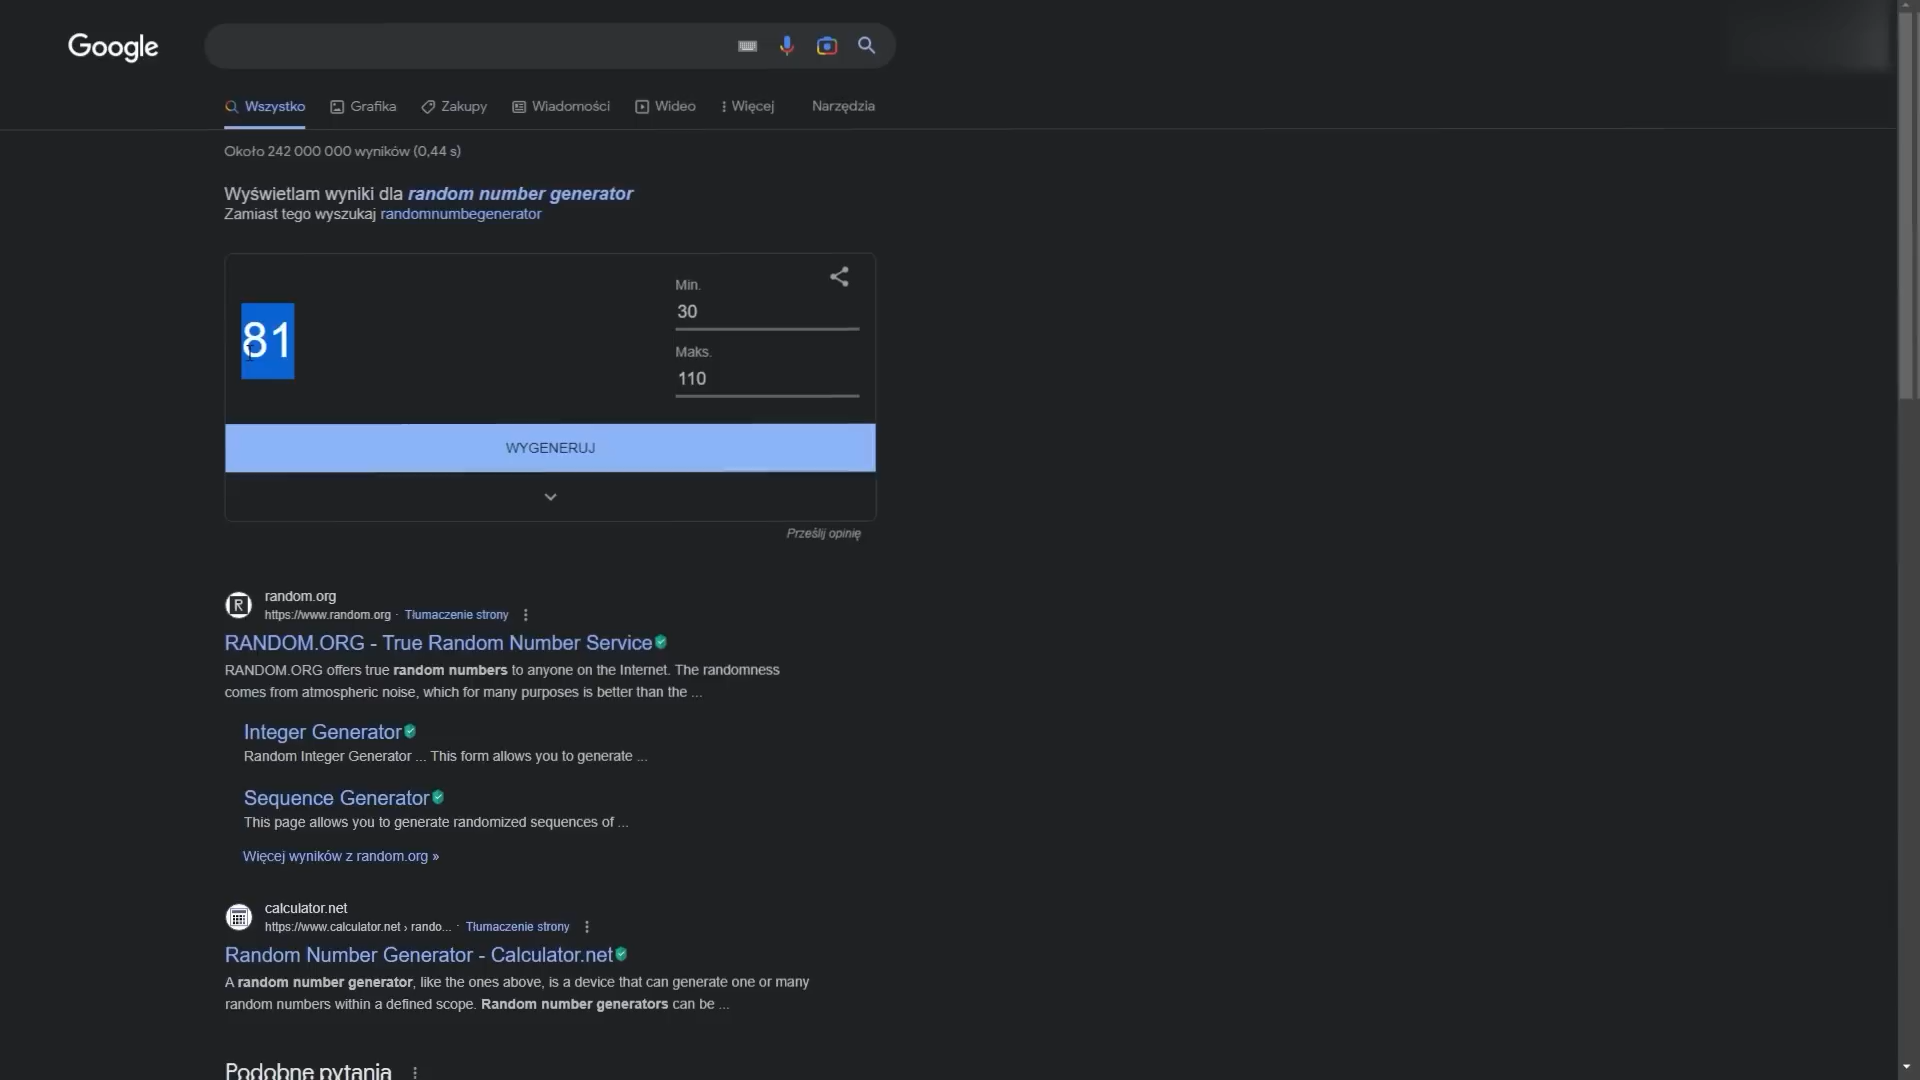 Google
Wszystko Grafika Zakupy Wiadomości Wideo Więcej Narzędzia
Około 242 000 000 wyników (0,44 s)
Wyświetlam wyniki dla random number generator
Zamiast tego wyszukaj randomnumbegenerator
Min.
30
81
Maks.
110
WYGENERUJ
Prześlij opinię
random.org
https://www.random.org · Tłumaczenie strony
RANDOM.ORG - True Random Number Service
RANDOM.ORG offers true random numbers to anyone on the Internet. The randomness
comes from atmospheric noise, which for many purposes is better than the ...
Integer Generator
Random Integer Generator ... This form allows you to generate ...
Sequence Generator
This page allows you to generate randomized sequences of ...
Więcej wyników z random.org »
calculator.net
https://www.calculator.net › rando... · Tłumaczenie strony
Random Number Generator - Calculator.net
A random number generator, like the ones above, is a device that can generate one or many
random numbers within a defined scope. Random number generators can be ...
Podobne pytania